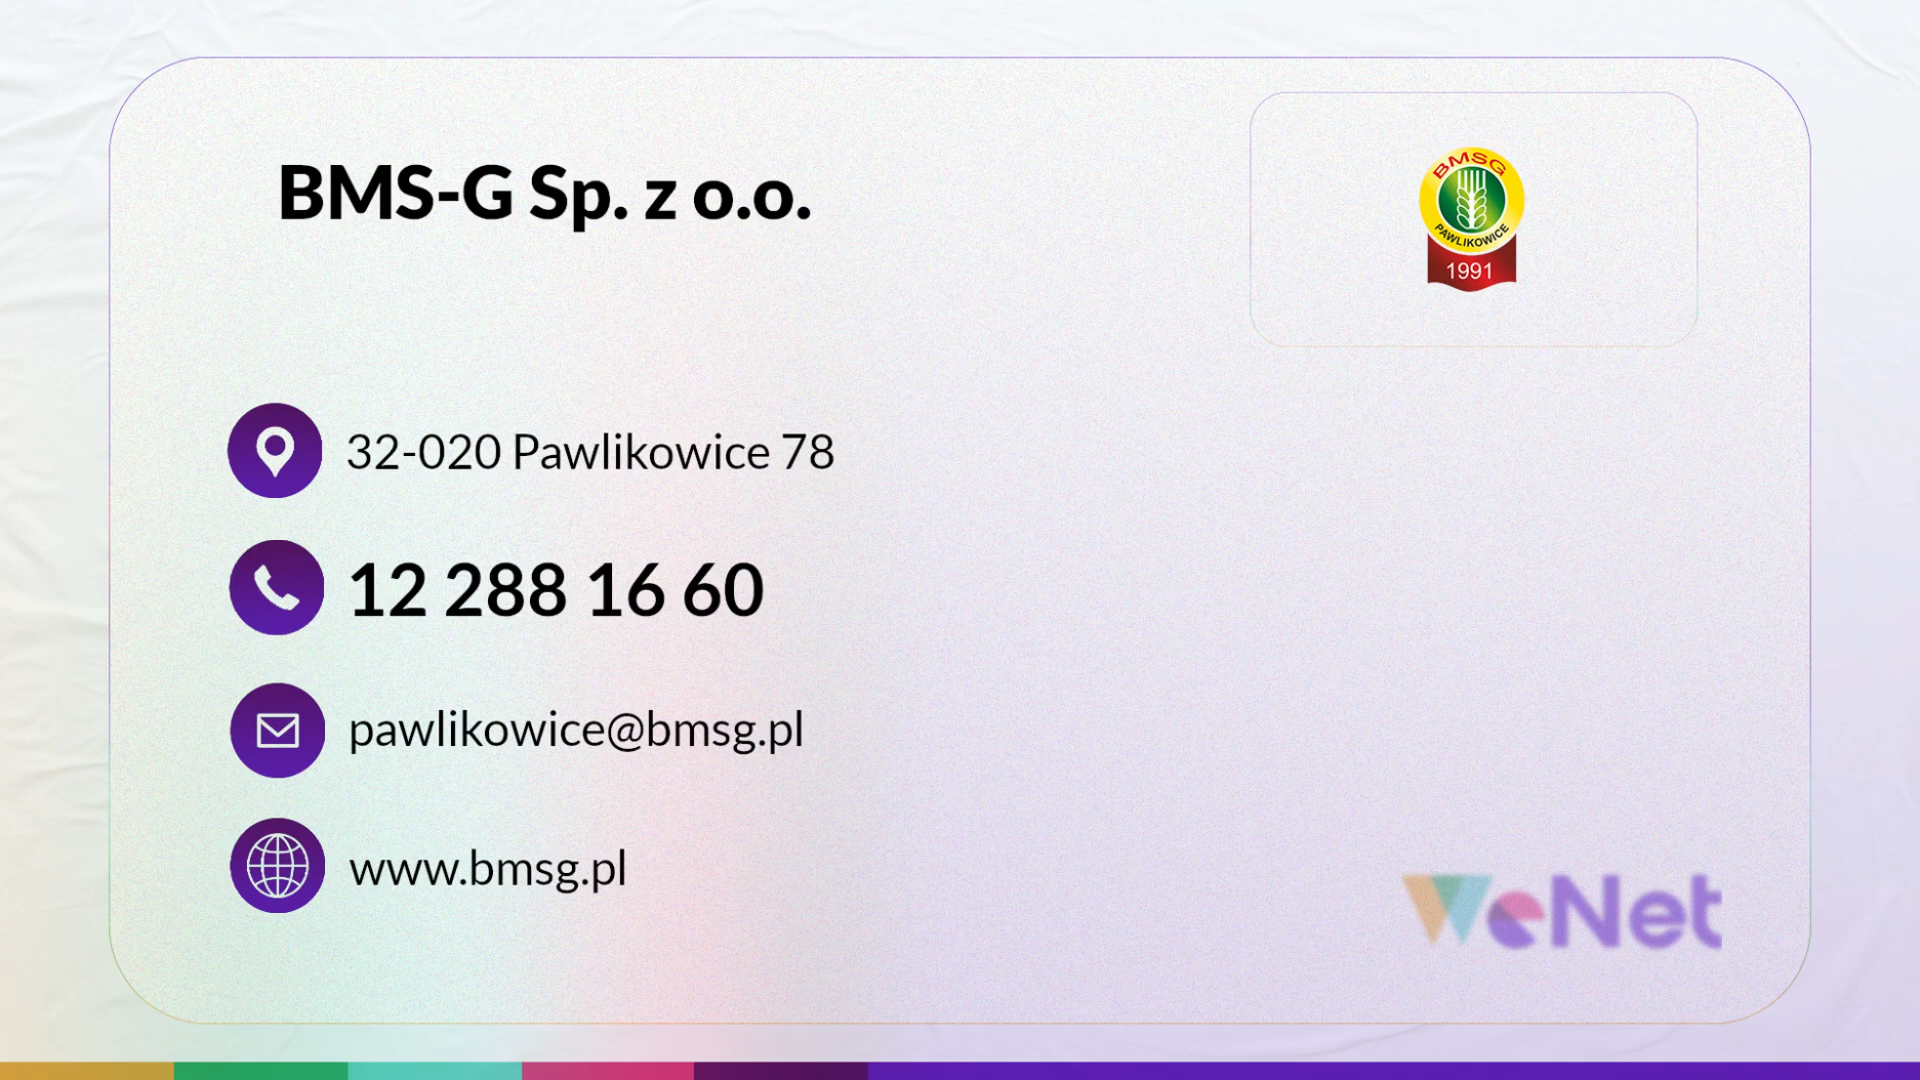 BMS-G Sp. z o.o.
BMSG
PAWLIKOWICE
1991
32-020 Pawlikowice 78
12 288 16 60
pawlikowice@bmsg.pl
www.bmsg.pl
WeNet